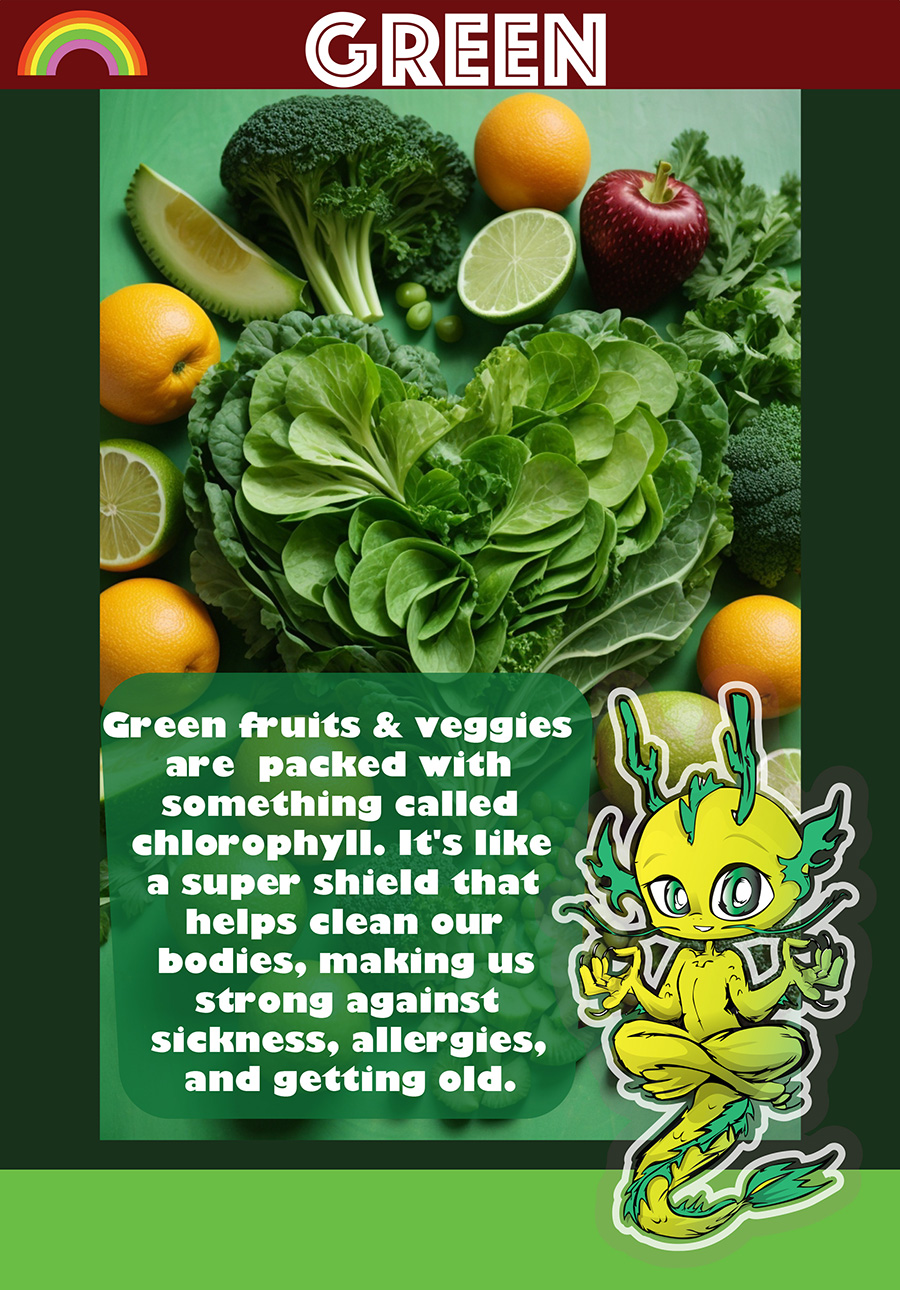 GREEN
Green fruits & veggies
are packed with
something called
chlorophyll. It's like
a super shield that
helps clean our
bodies, making us
strong against
sickness, allergies,
and getting old.